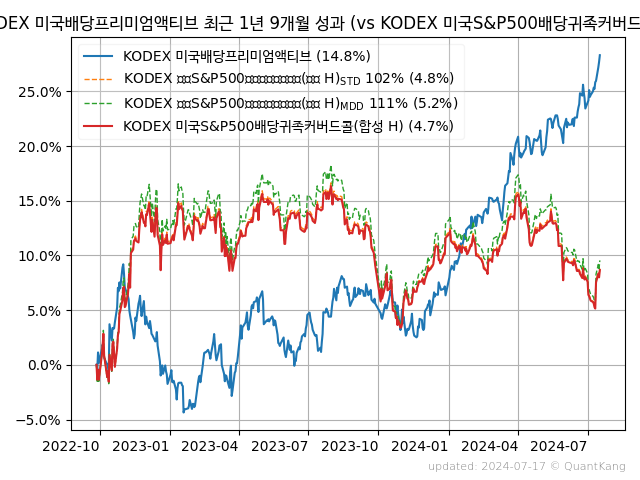 DEX 미국배당프리미엄액티브 최근 1년 9개월 성과 (vs KODEX 미국S&P500배당귀족커버드
KODEX 미국배당프리미엄액티브 (14.8%)
KODEX □□S&P500□□□□□□□□(□□ H)STD 102% (4.8%)
KODEX □□S&P500□□□□□□□□(□□ H)MDD 111% (5.2%)
KODEX 미국S&P500배당귀족커버드콜(합성 H) (4.7%)
25.0%
20.0%
15.0%
10.0%
5.0%
0.0%
−5.0%
2022-10 2023-01 2023-04 2023-07 2023-10 2024-01 2024-04 2024-07
updated: 2024-07-17 © QuantKang